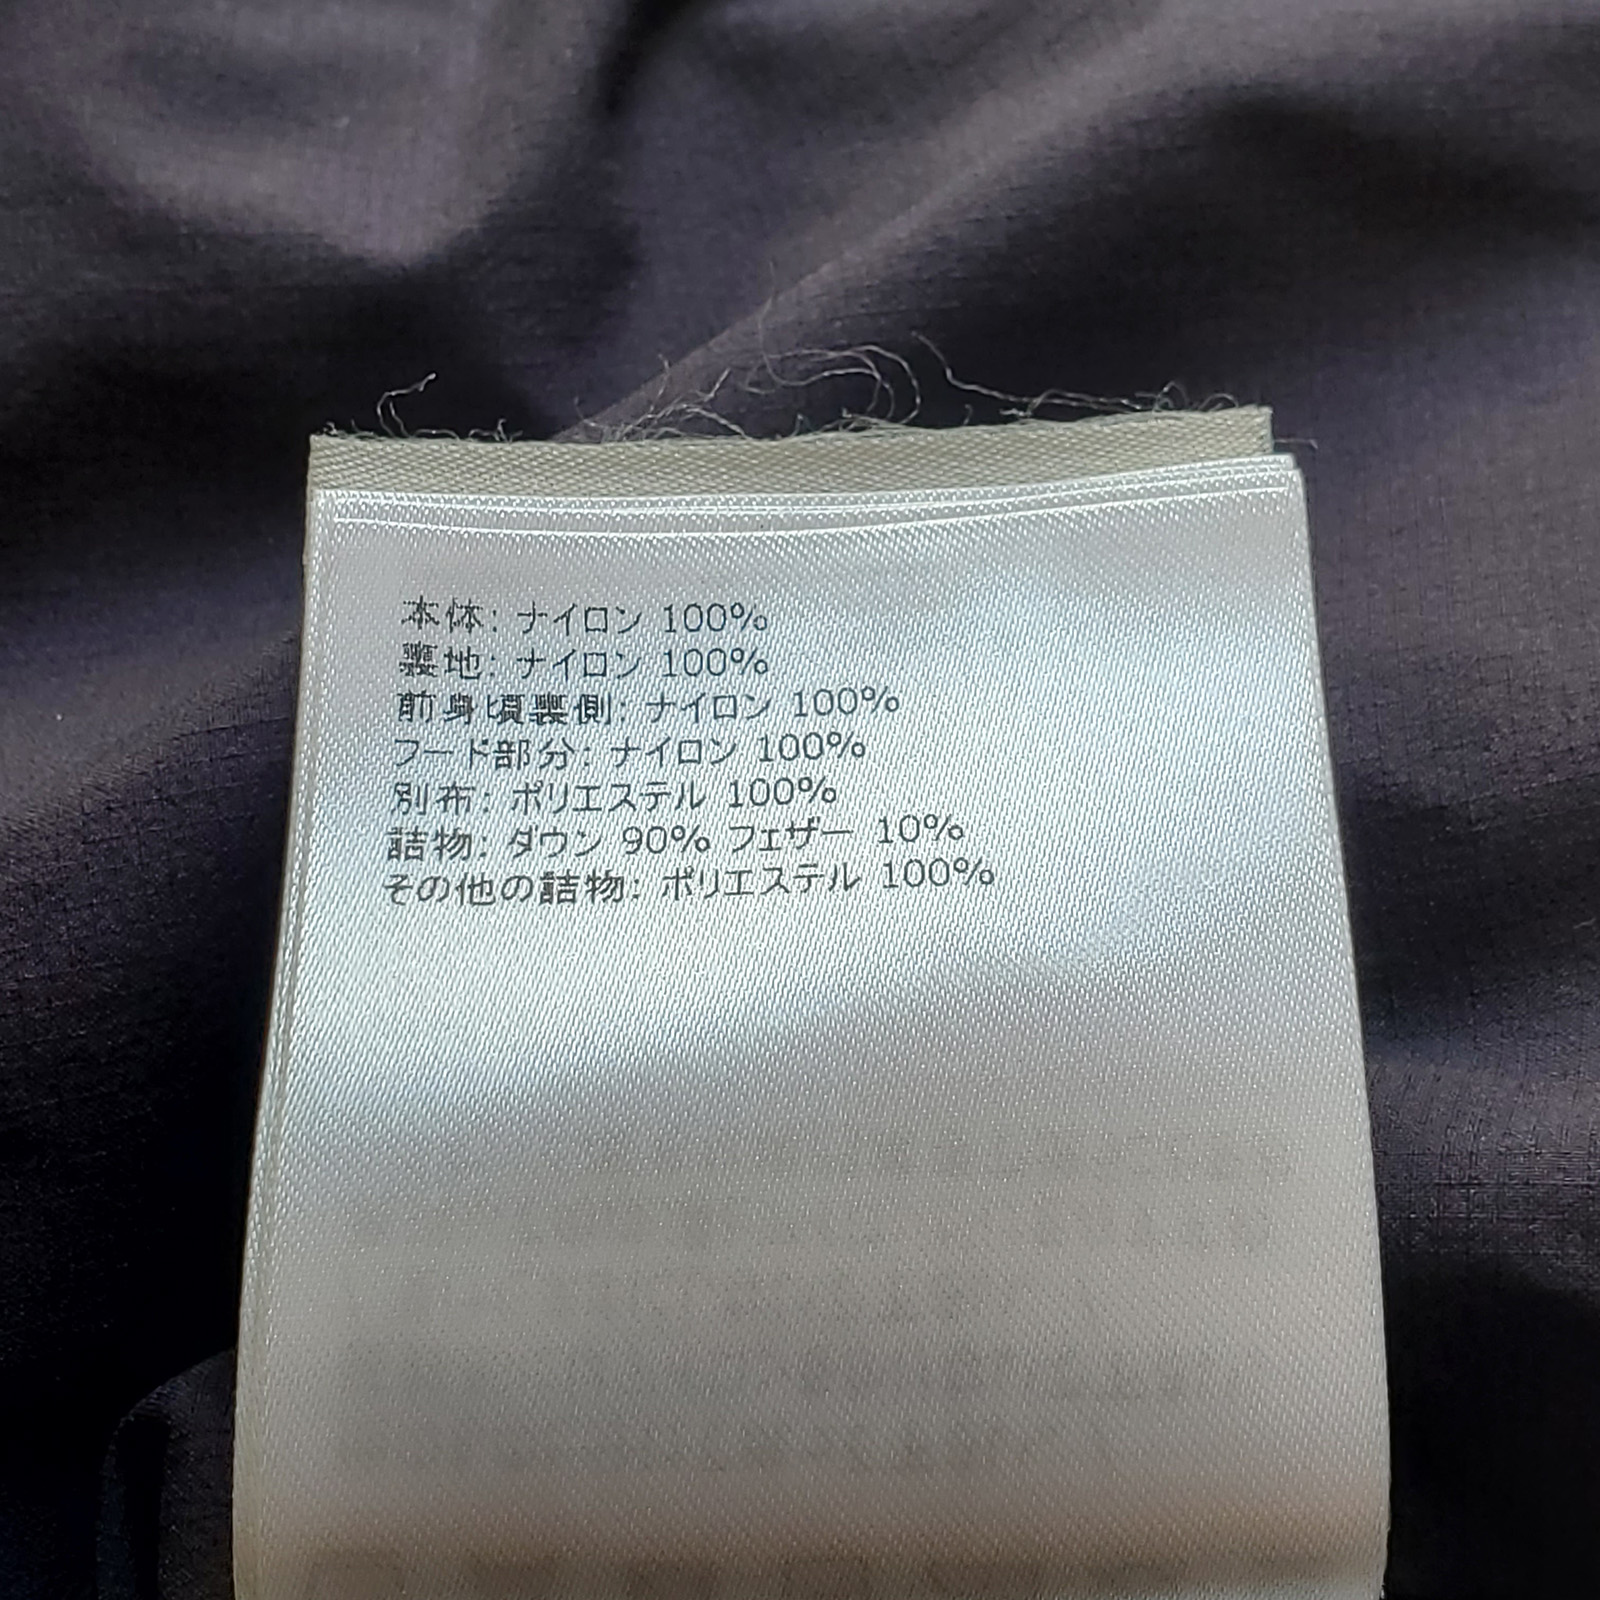 本体: ナイロン 100%
裏地: ナイロン 100%
前身頃裏側: ナイロン 100%
フード部分: ナイロン 100%
別布: ポリエステル 100%
詰物: ダウン 90% フェザー 10%
その他の詰物: ポリエステル 100%